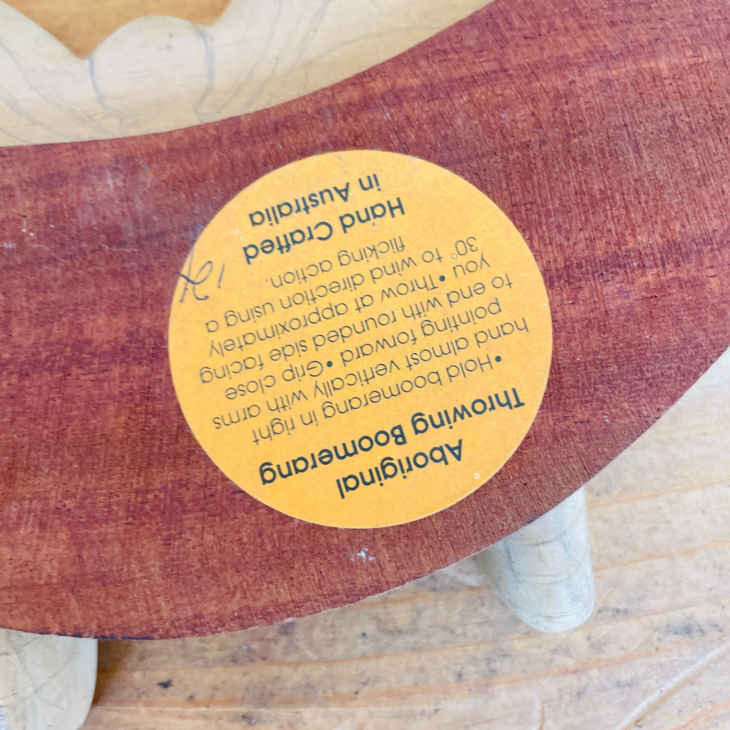 Aboriginal
Throwing Boomerang
• Hold boomerang in right
hand almost vertically with arms
pointing forward • Grip close
to end with rounded side facing
you • Throw at approximately
30° to wind direction using a
flicking action.
Hand Crafted
in Australia